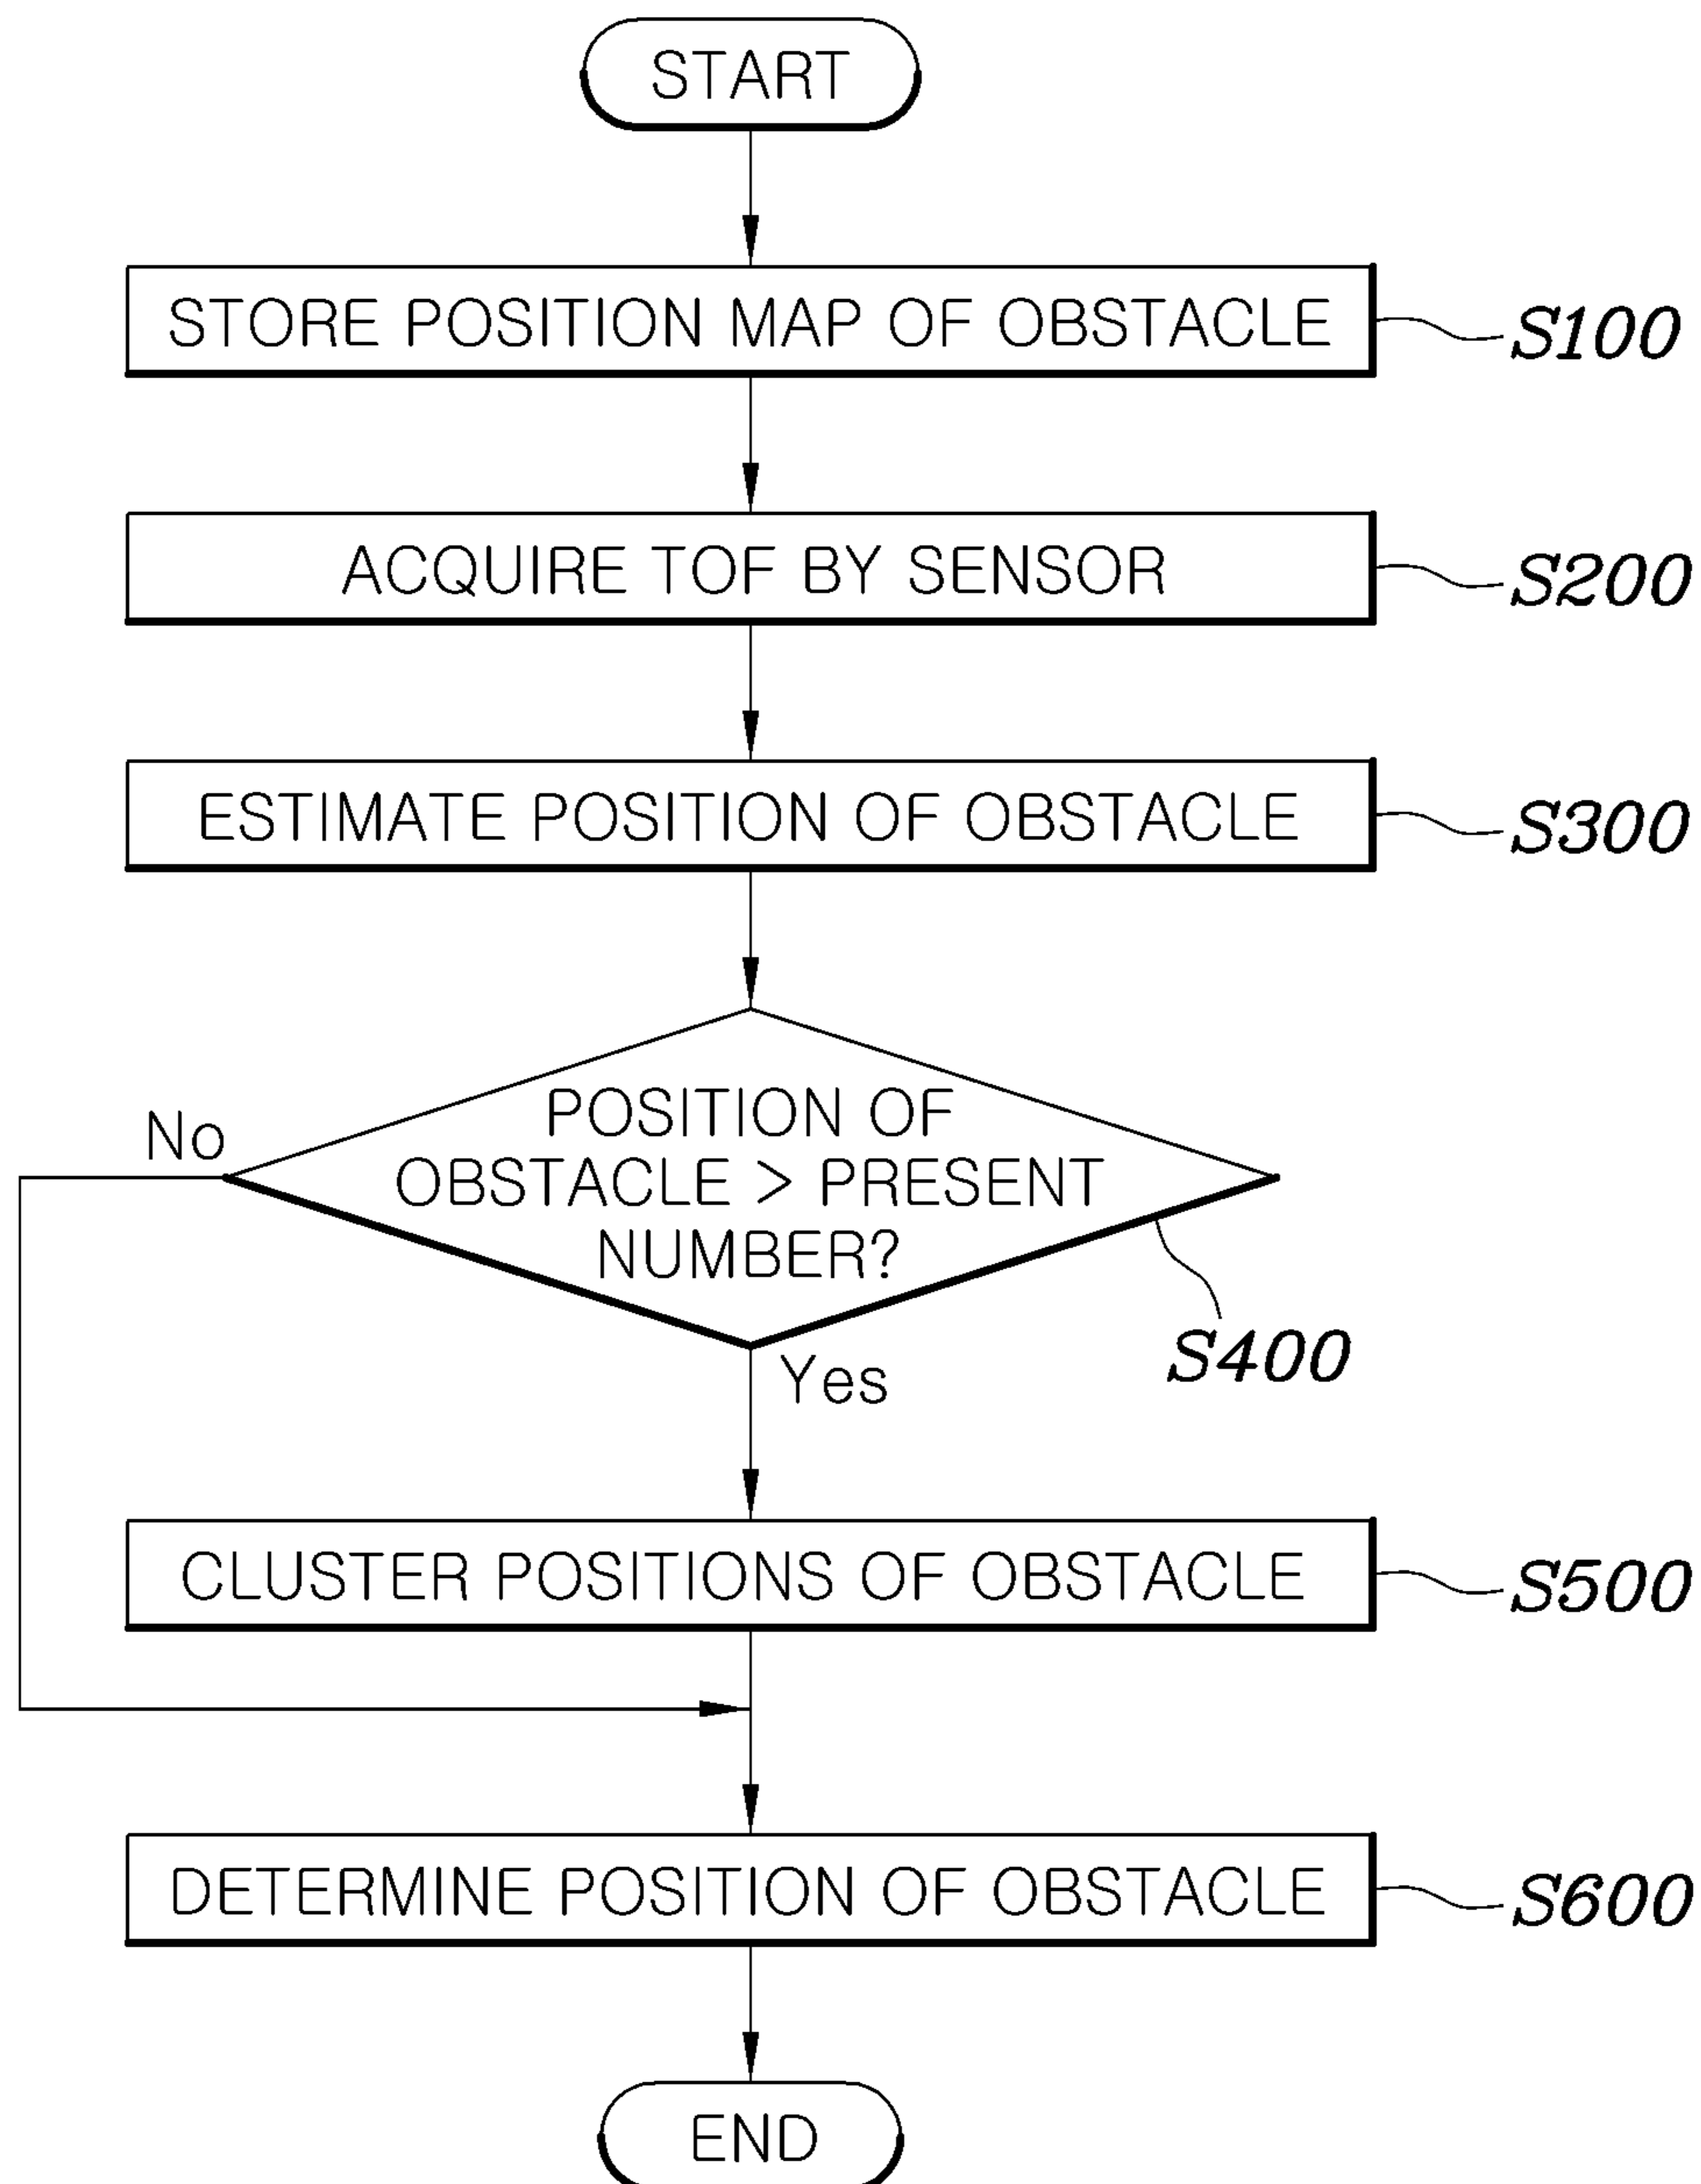 START
STORE POSITION MAP OF OBSTACLE
S100
ACQUIRE TOF BY SENSOR
S200
ESTIMATE POSITION OF OBSTACLE
S300
POSITION OF
OBSTACLE > PRESENT
NUMBER?
No
S400
Yes
CLUSTER POSITIONS OF OBSTACLE
S500
DETERMINE POSITION OF OBSTACLE
S600
END